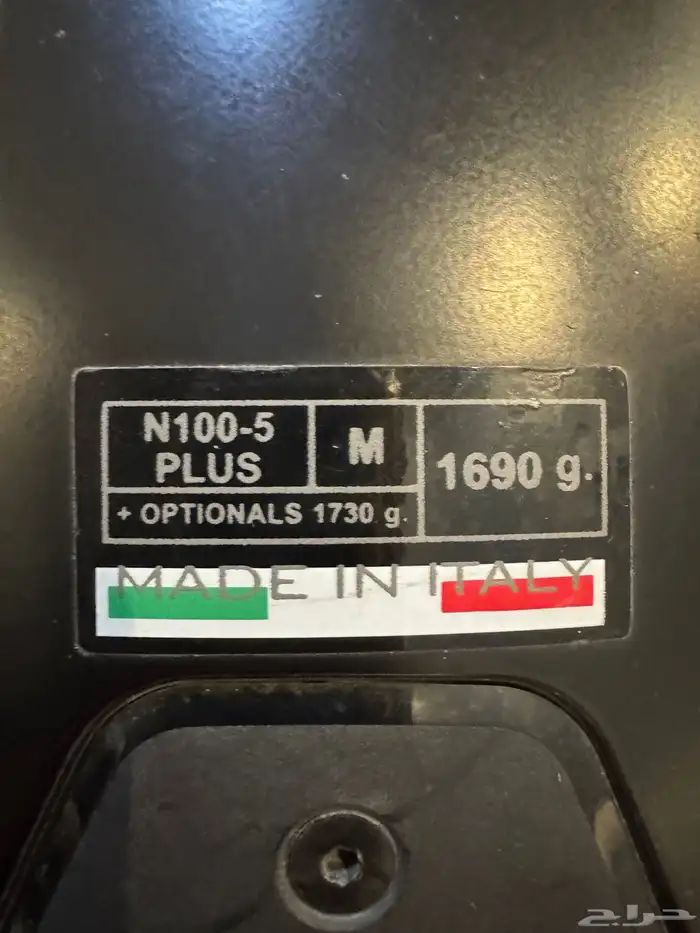 N100-5
PLUS
M
1690 g.
+ OPTIONALS 1730 g.
MADE IN ITALY
حراج